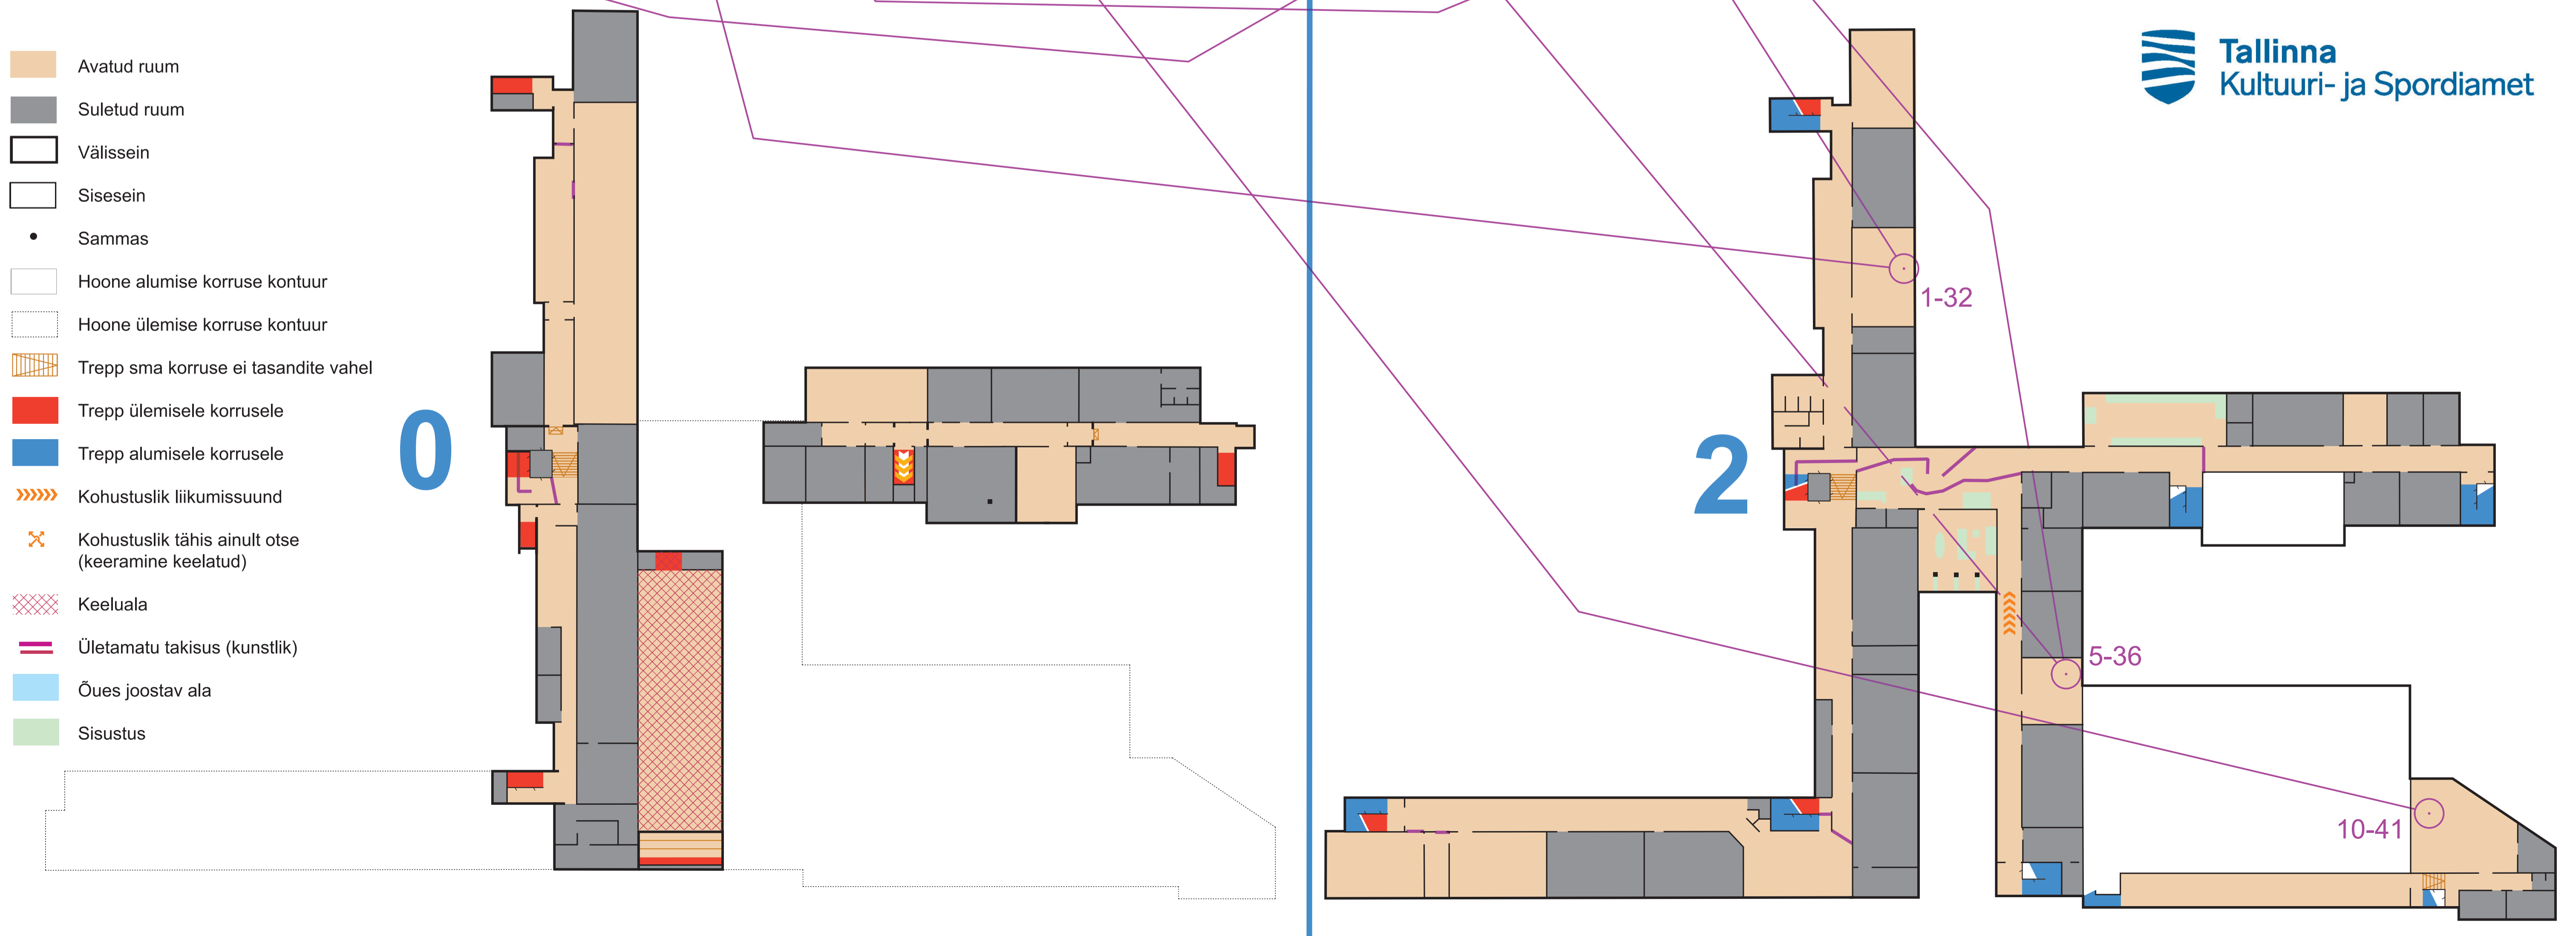 Avatud ruum
Suletud ruum
Välissein
Sisesein
Sammas
Hoone alumise korruse kontuur
Hoone ülemise korruse kontuur
Trepp sma korruse ei tasandite vahel
Trepp ülemisele korrusele
Trepp alumisele korrusele
Kohustuslik liikumissuund
Kohustuslik tähis ainult otse
(keeramine keelatud)
Keeluala
Ületamatu takisus (kunstlik)
Õues joostav ala
Sisustus
0
2
1-32
5-36
10-41
Tallinna
Kultuuri- ja Spordiamet